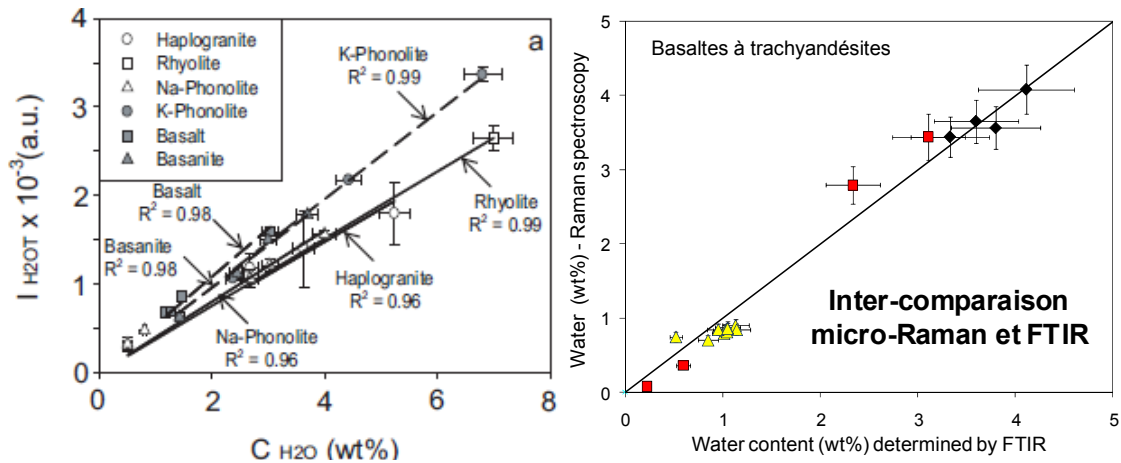 a
Haplogranite
Rhyolite
Na-Phonolite
K-Phonolite
Basalt
Basanite
K-Phonolite
R² = 0.99
Basalt
R² = 0.98
Basanite
R² = 0.98
Rhyolite
R² = 0.99
Haplogranite
R² = 0.96
Na-Phonolite
R² = 0.96
4
3
2
1
0
0 2 4 6 8
I H2OT x 10⁻³(a.u.)
C H2O (wt%)
Basaltes à trachyandésites
Inter-comparaison
micro-Raman et FTIR
5
4
3
2
1
0
0 1 2 3 4 5
Water (wt%) - Raman spectroscopy
Water content (wt%) determined by FTIR